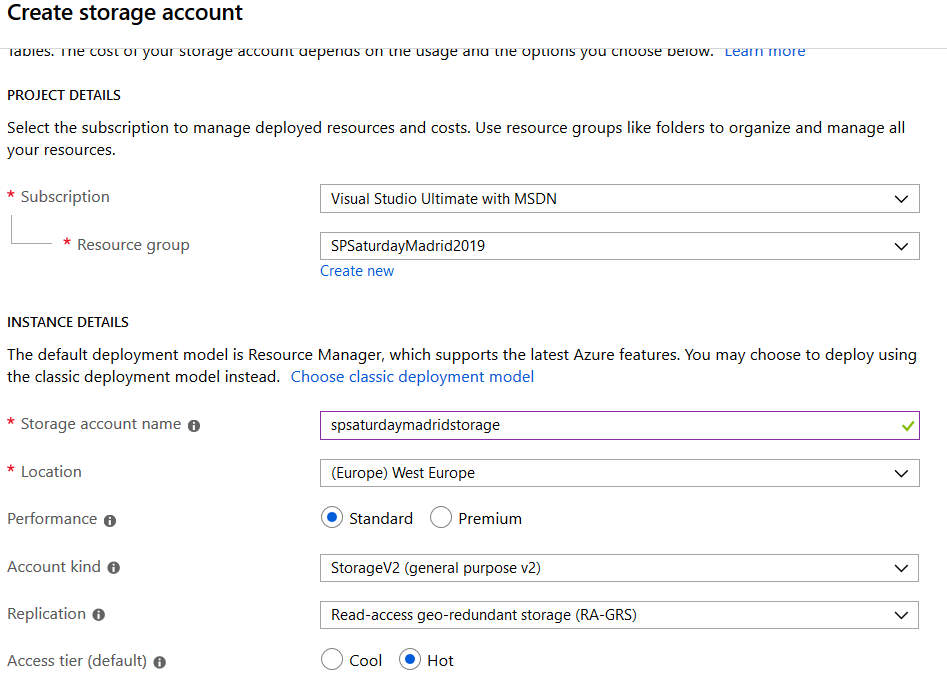 Create storage account
Tables. The cost of your storage account depends on the usage and the options you choose below. Learn more
PROJECT DETAILS
Select the subscription to manage deployed resources and costs. Use resource groups like folders to organize and manage all
your resources.
* Subscription
Visual Studio Ultimate with MSDN
* Resource group
SPSaturdayMadrid2019
Create new
INSTANCE DETAILS
The default deployment model is Resource Manager, which supports the latest Azure features. You may choose to deploy using
the classic deployment model instead. Choose classic deployment model
* Storage account name
spsaturdaymadridstorage
* Location
(Europe) West Europe
Performance
Standard Premium
Account kind
StorageV2 (general purpose v2)
Replication
Read-access geo-redundant storage (RA-GRS)
Access tier (default)
Cool Hot